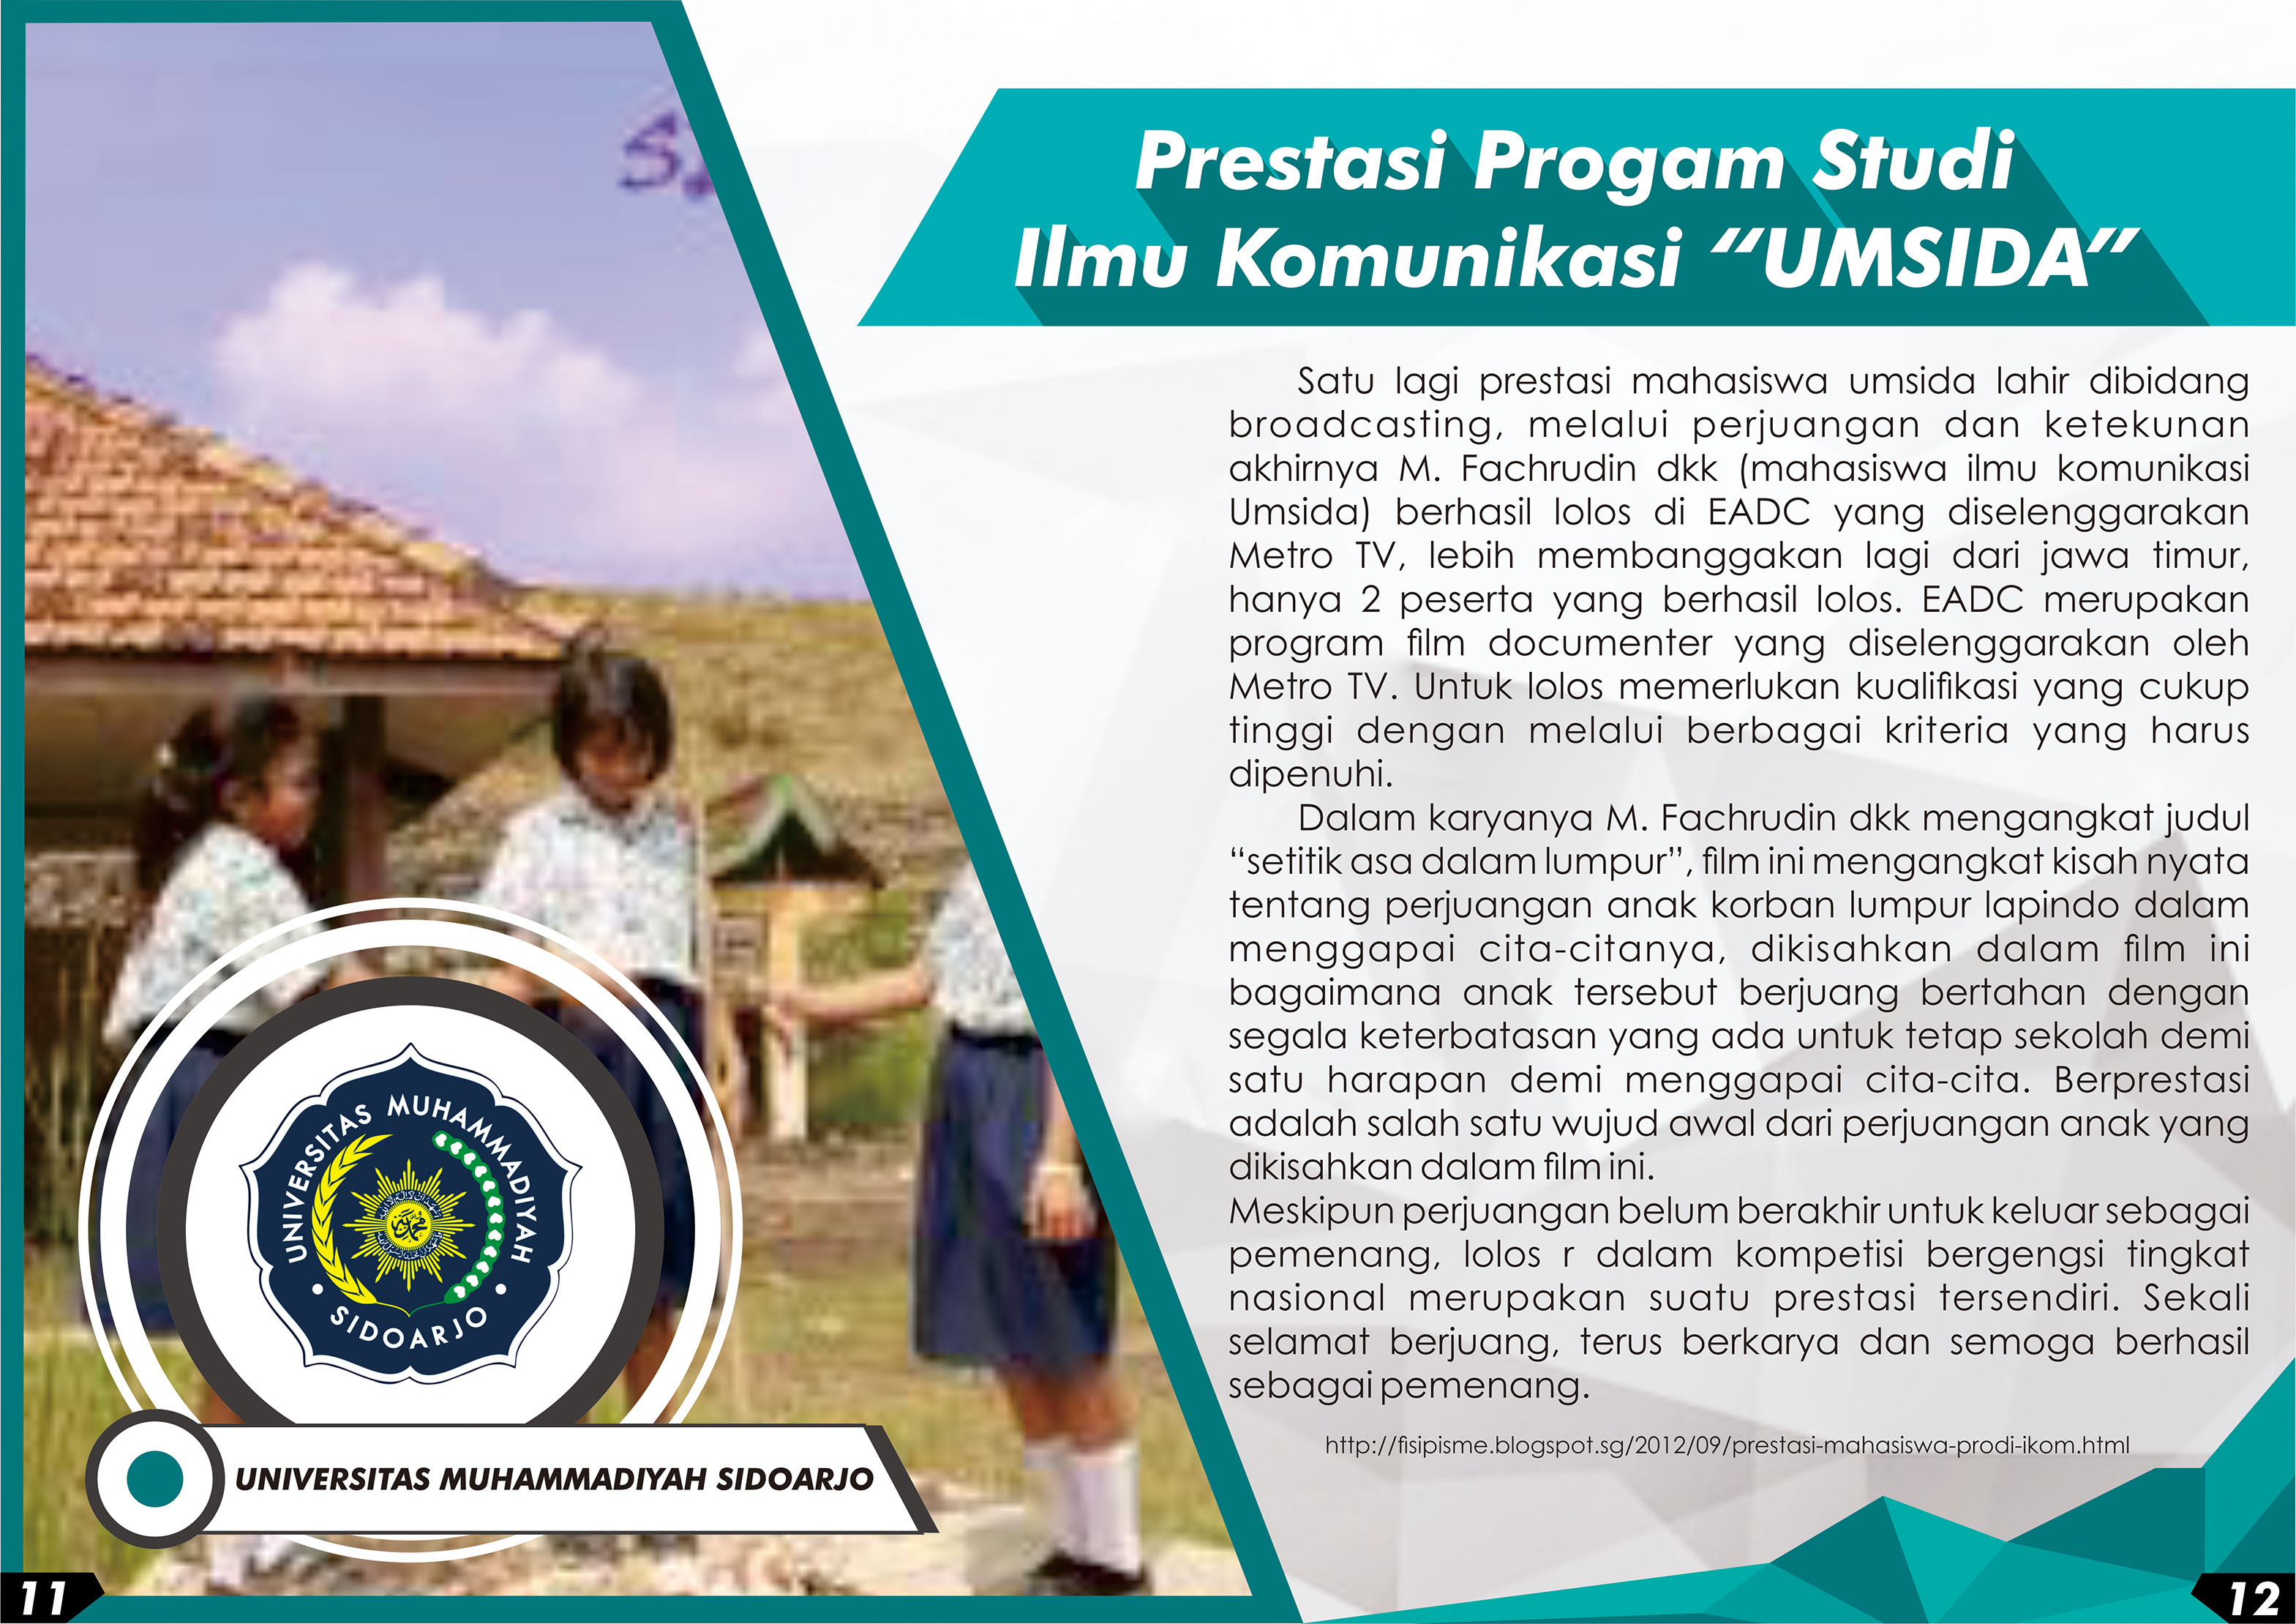 Prestasi Progam Studi
Ilmu Komunikasi “UMSIDA”
Satu lagi prestasi mahasiswa umsida lahir dibidang
broadcasting, melalui perjuangan dan ketekunan
akhirnya M. Fachrudin dkk (mahasiswa ilmu komunikasi
Umsida) berhasil lolos di EADC yang diselenggarakan
Metro TV, lebih membanggakan lagi dari jawa timur,
hanya 2 peserta yang berhasil lolos. EADC merupakan
program film documenter yang diselenggarakan oleh
Metro TV. Untuk lolos memerlukan kualifikasi yang cukup
tinggi dengan melalui berbagai kriteria yang harus
dipenuhi.
Dalam karyanya M. Fachrudin dkk mengangkat judul
“setitik asa dalam lumpur”, film ini mengangkat kisah nyata
tentang perjuangan anak korban lumpur lapindo dalam
menggapai cita-citanya, dikisahkan dalam film ini
bagaimana anak tersebut berjuang bertahan dengan
segala keterbatasan yang ada untuk tetap sekolah demi
satu harapan demi menggapai cita-cita. Berprestasi
adalah salah satu wujud awal dari perjuangan anak yang
dikisahkan dalam film ini.
Meskipun perjuangan belum berakhir untuk keluar sebagai
pemenang, lolos r dalam kompetisi bergengsi tingkat
nasional merupakan suatu prestasi tersendiri. Sekali
selamat berjuang, terus berkarya dan semoga berhasil
sebagai pemenang.
http://fisipisme.blogspot.sg/2012/09/prestasi-mahasiswa-prodi-ikom.html
UNIVERSITAS MUHAMMADIYAH
SIDOARJO
UNIVERSITAS MUHAMMADIYAH SIDOARJO
11
12